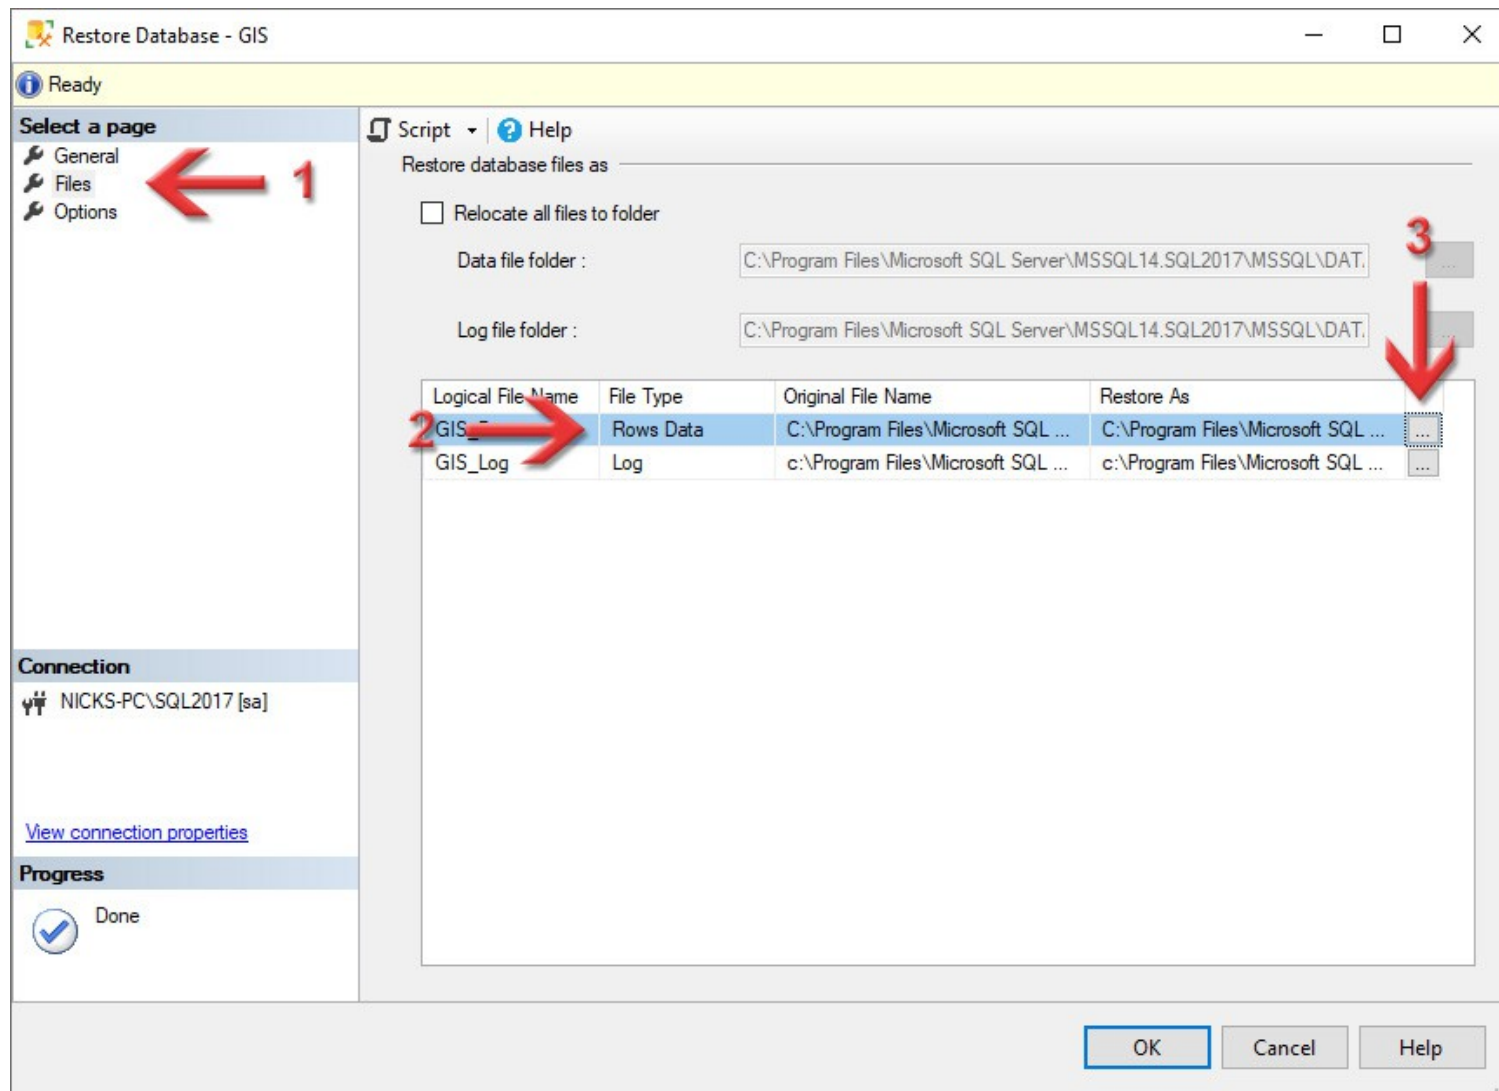 Restore Database - GIS
Ready
Select a page
General
Files
Options
1
Script
Help
Restore database files as
Relocate all files to folder
3
Data file folder :
C:\Program Files\Microsoft SQL Server\MSSQL14.SQL2017\MSSQL\DAT
...
Log file folder :
C:\Program Files\Microsoft SQL Server\MSSQL14.SQL2017\MSSQL\DAT
...
Logical File Name File Type Original File Name Restore As
2 Rows Data C:\Program Files\Microsoft SQL ... C:\Program Files\Microsoft SQL ... ...
GIS_Log Log c:\Program Files\Microsoft SQL ... c:\Program Files\Microsoft SQL ... ...
Connection
NICKS-PC\SQL2017 [sa]
View connection properties
Progress
Done
OK Cancel Help